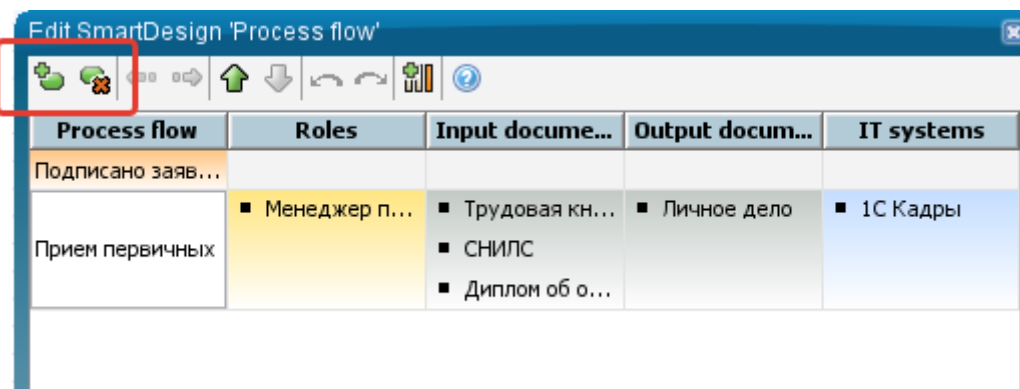 Edit SmartDesign 'Process flow'
Process flow
Roles
Input docume...
Output docum...
IT systems
Подписано заяв...
Прием первичных
Менеджер п...
Трудовая кн...
Личное дело
1С Кадры
СНИЛС
Диплом об о...